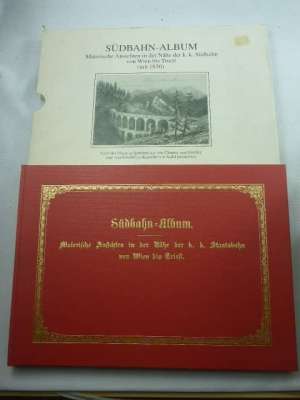 SÜDBAHN-ALBUM
Malerische Ansichten in der Nähe der k. k. Südbahn
von Wien bis Triest
Südbahn-Album.
Malerische Ansichten in der Nähe der k. k. Staatsbahn
von Wien bis Triest.